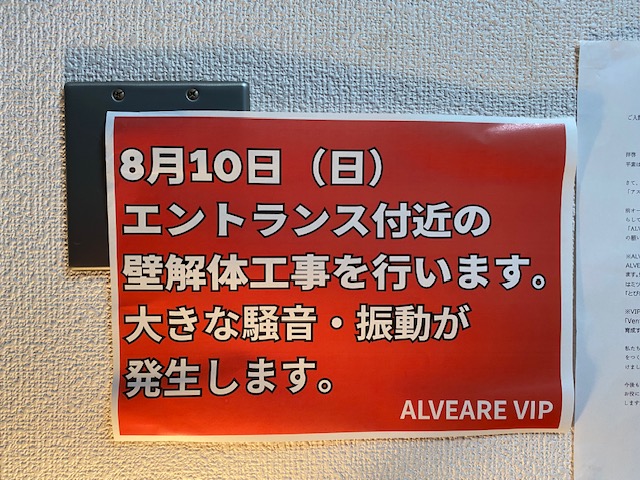 8月10日（日）
エントランス付近の
壁解体工事を行います。
大きな騒音・振動が
発生します。
ALVEARE VIP